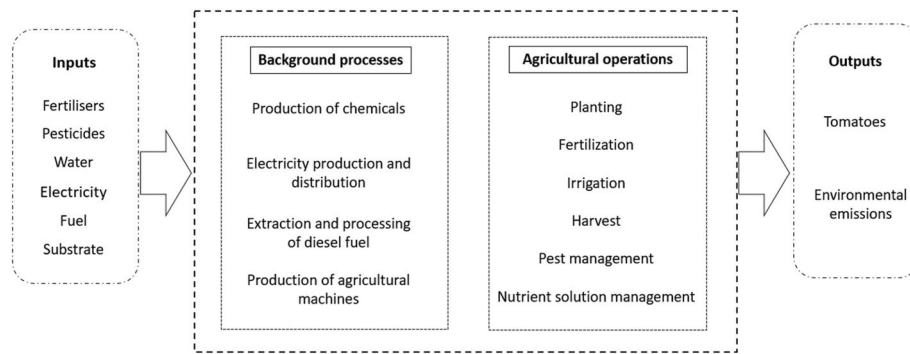 Inputs
Fertilisers
Pesticides
Water
Electricity
Fuel
Substrate
Background processes
Production of chemicals
Electricity production and
distribution
Extraction and processing
of diesel fuel
Production of agricultural
machines
Agricultural operations
Planting
Fertilization
Irrigation
Harvest
Pest management
Nutrient solution management
Outputs
Tomatoes
Environmental
emissions